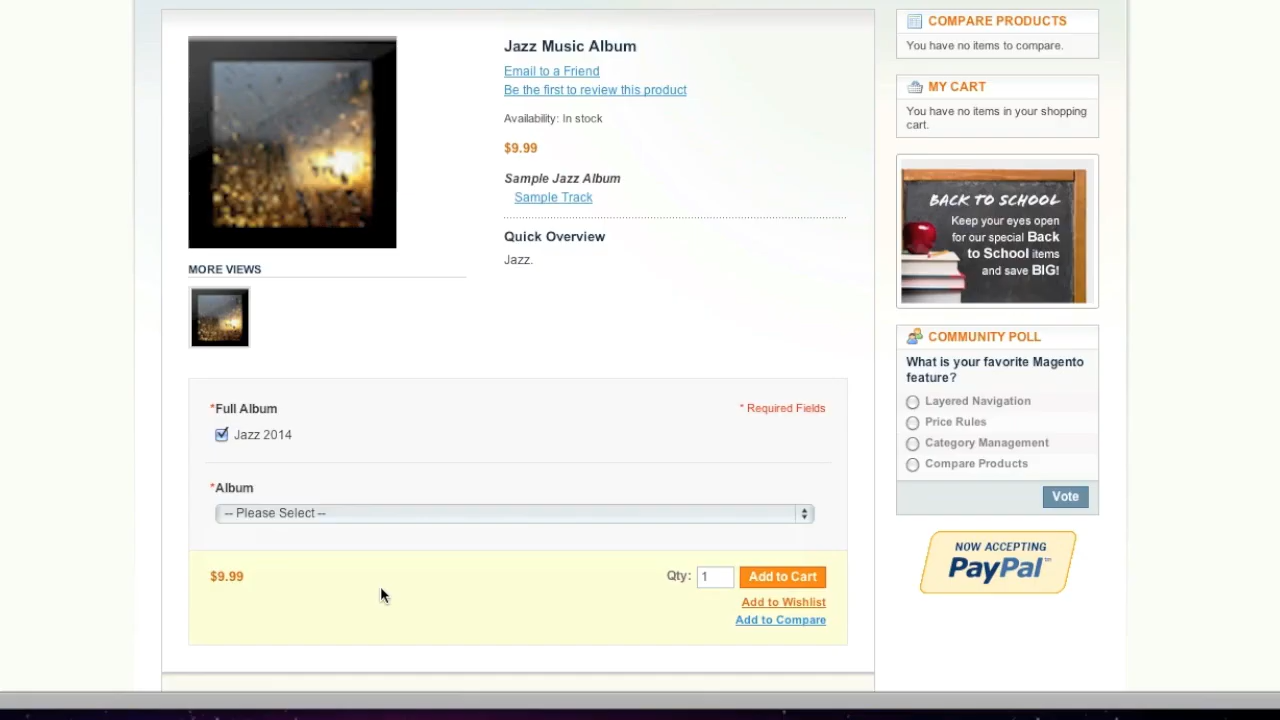 Jazz Music Album
Email to a Friend
Be the first to review this product
Availability: In stock
$9.99
Sample Jazz Album
Sample Track
Quick Overview
Jazz.
MORE VIEWS
*Full Album
* Required Fields
Jazz 2014
*Album
-- Please Select --
$9.99
Qty: 1
Add to Cart
Add to Wishlist
Add to Compare
COMPARE PRODUCTS
You have no items to compare.
MY CART
You have no items in your shopping
cart.
BACK TO SCHOOL
Keep your eyes open
for our special Back
to School items
and save BIG!
COMMUNITY POLL
What is your favorite Magento
feature?
Layered Navigation
Price Rules
Category Management
Compare Products
Vote
NOW ACCEPTING
PayPal™